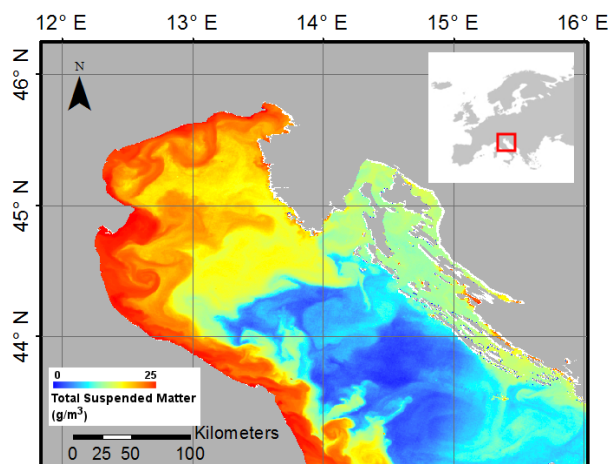 12° E 13° E 14° E 15° E 16° E
46° N
N
45° N
44° N
0 25
Total Suspended Matter
(g/m³)
Kilometers
0 25 50 100